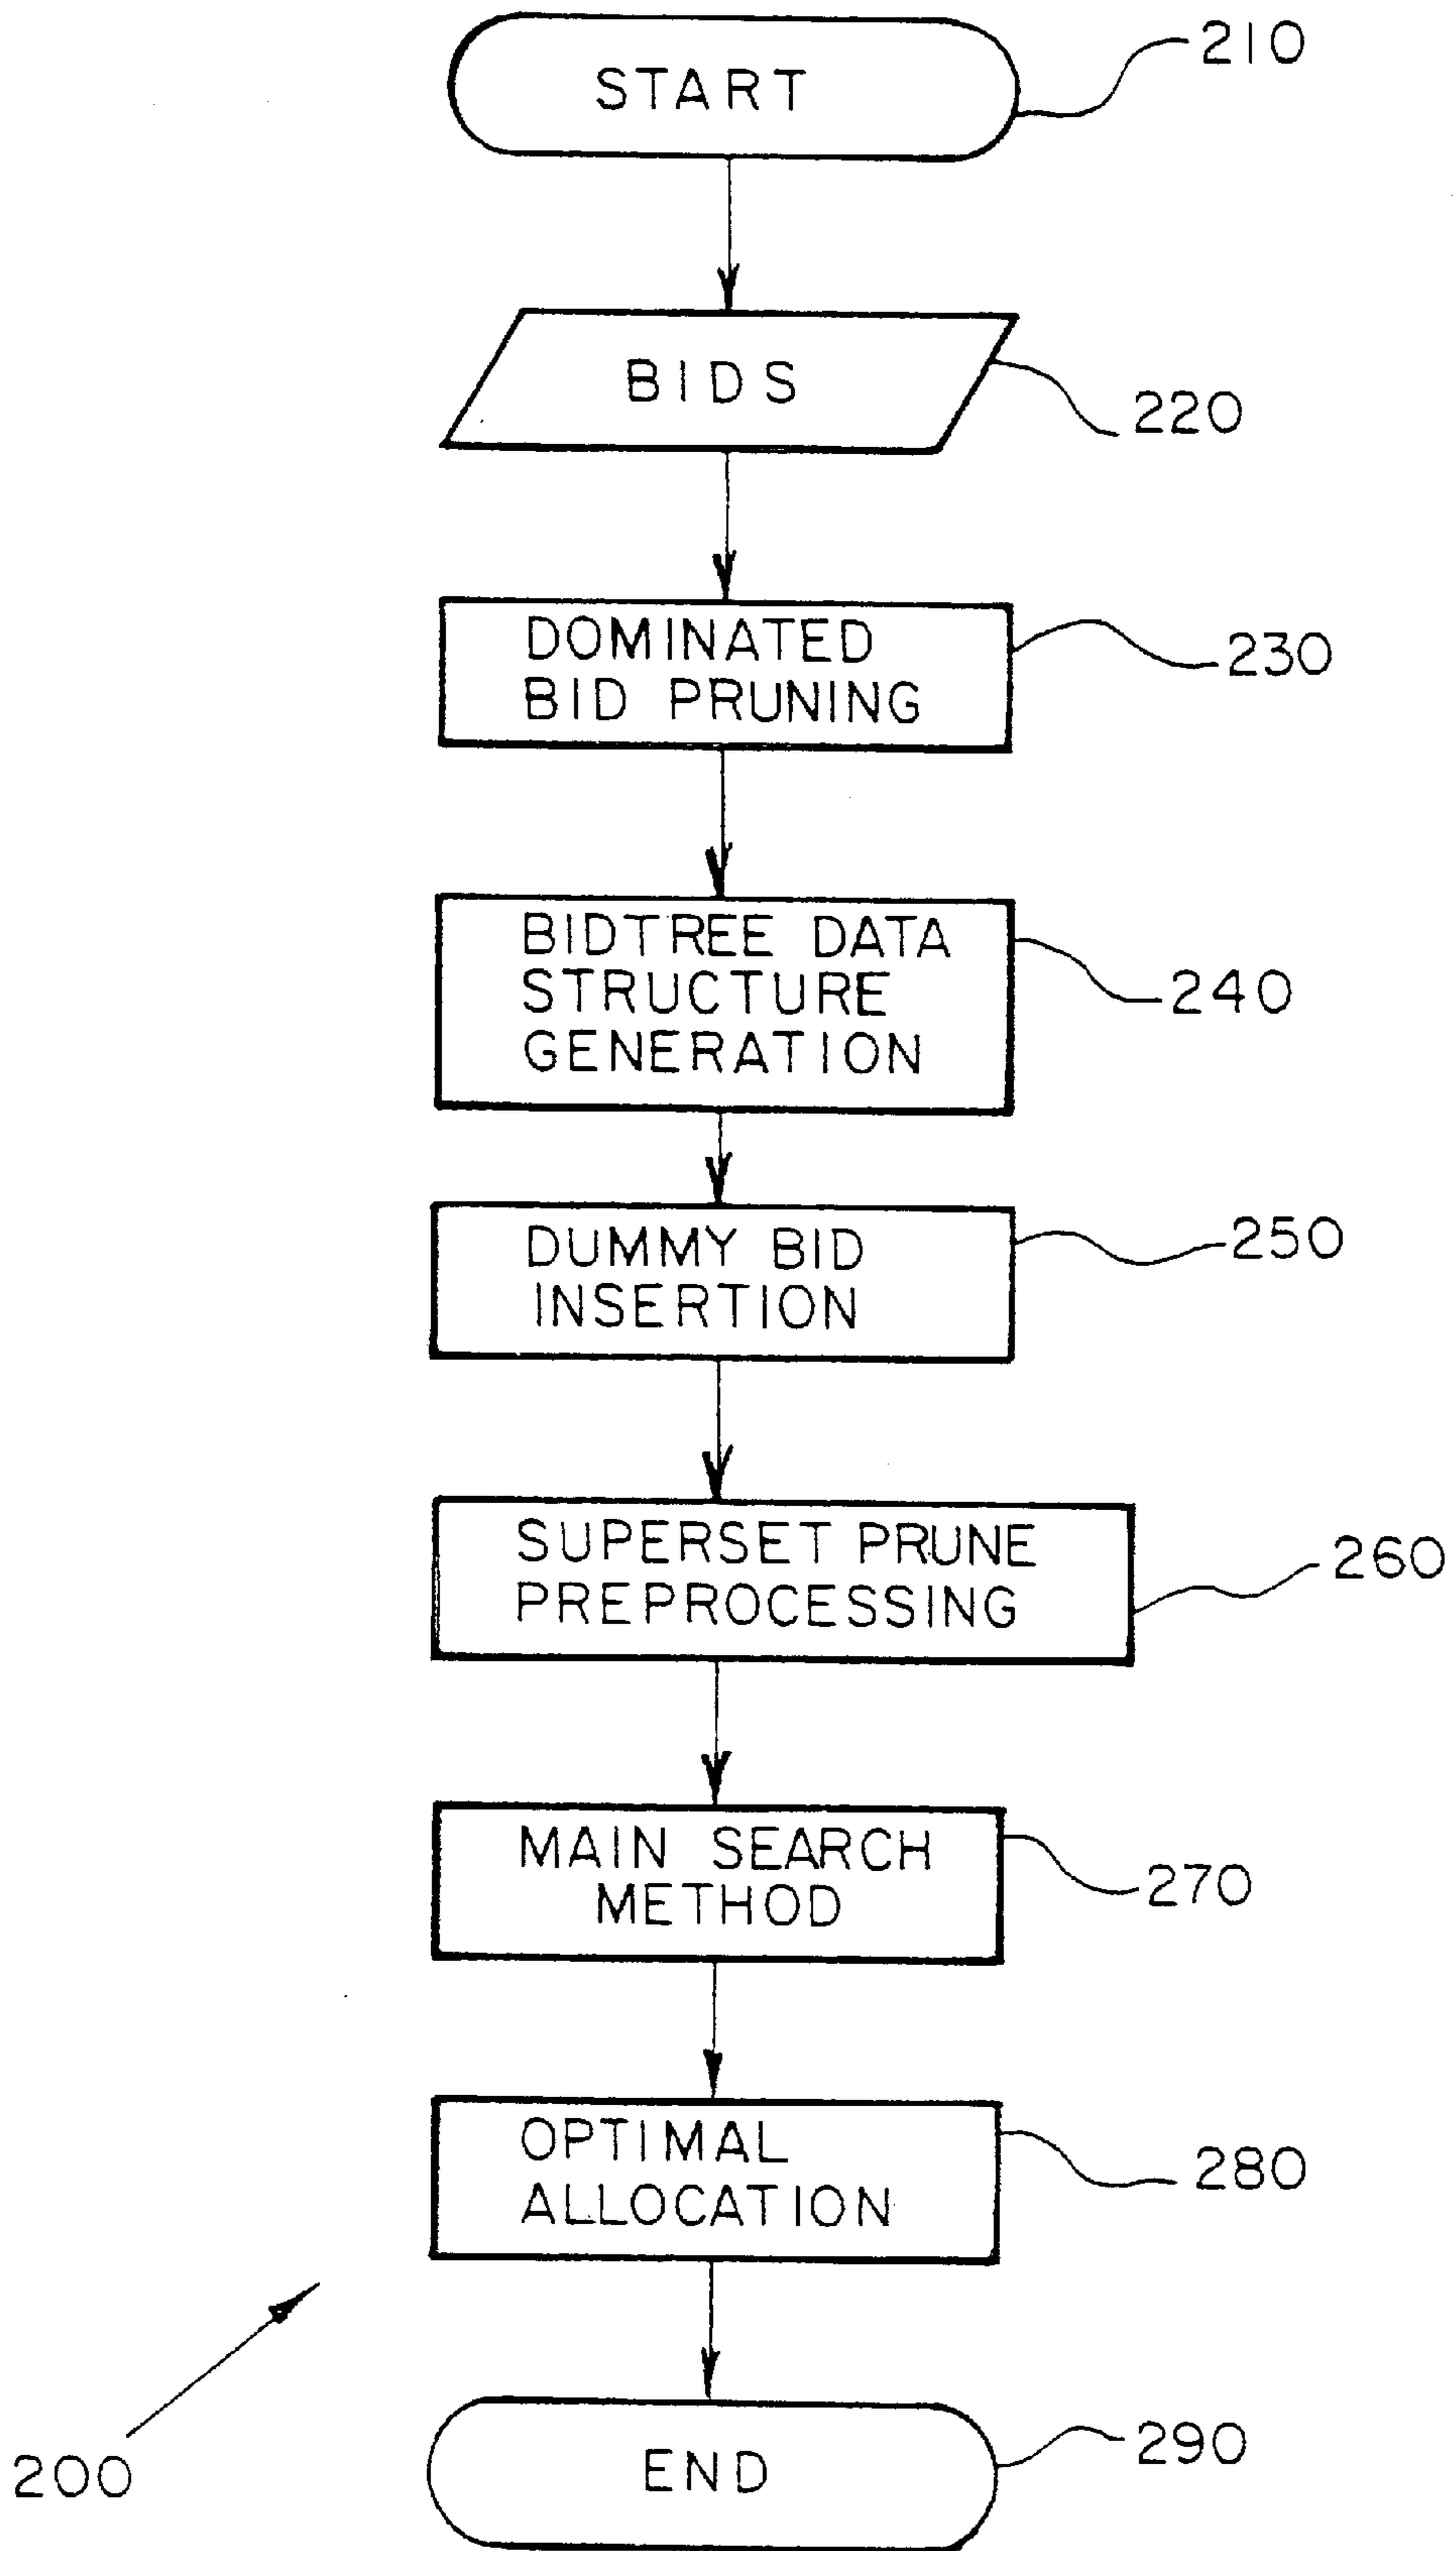 START
210
BIDS
220
DOMINATED
BID PRUNING
230
BIDTREE DATA
STRUCTURE
GENERATION
240
DUMMY BID
INSERTION
250
SUPERSET PRUNE
PREPROCESSING
260
MAIN SEARCH
METHOD
270
OPTIMAL
ALLOCATION
280
END
290
200